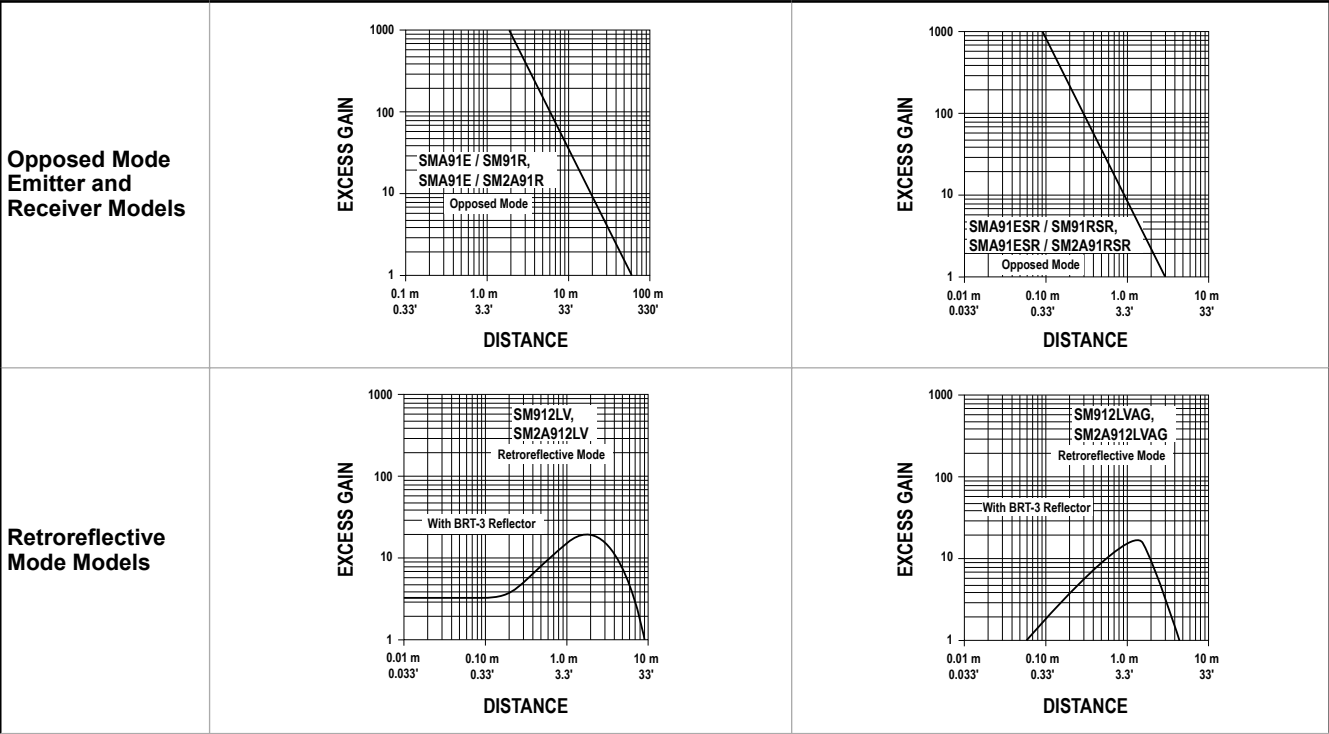 Opposed Mode
Emitter and
Receiver Models
EXCESS GAIN
1000
100
10
1
SMA91E / SM91R,
SMA91E / SM2A91R
Opposed Mode
0.1 m 1.0 m 10 m 100 m
0.33' 3.3' 33' 330'
DISTANCE
EXCESS GAIN
1000
100
10
1
SMA91ESR / SM91RSR,
SMA91ESR / SM2A91RSR
Opposed Mode
0.01 m 0.10 m 1.0 m 10 m
0.033' 0.33' 3.3' 33'
DISTANCE
Retroreflective
Mode Models
EXCESS GAIN
1000
100
10
1
SM912LV,
SM2A912LV
Retroreflective Mode
With BRT-3 Reflector
0.01 m 0.10 m 1.0 m 10 m
0.033' 0.33' 3.3' 33'
DISTANCE
EXCESS GAIN
1000
100
10
1
SM912LVAG,
SM2A912LVAG
Retroreflective Mode
With BRT-3 Reflector
0.01 m 0.10 m 1.0 m 10 m
0.033' 0.33' 3.3' 33'
DISTANCE